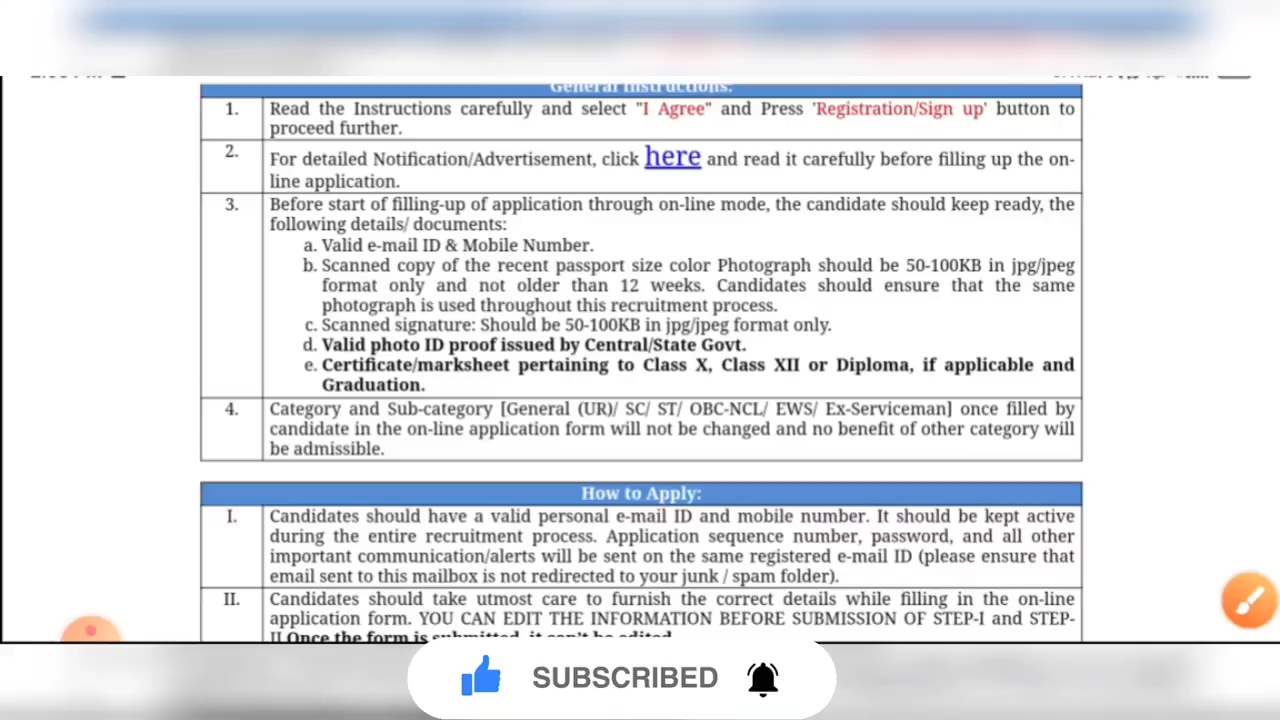 General Instructions:
1. Read the Instructions carefully and select "I Agree" and Press 'Registration/Sign up' button to
proceed further.
2. For detailed Notification/Advertisement, click here and read it carefully before filling up the on-
line application.
3. Before start of filling-up of application through on-line mode, the candidate should keep ready, the
following details/ documents:
a. Valid e-mail ID & Mobile Number.
b. Scanned copy of the recent passport size color Photograph should be 50-100KB in jpg/jpeg
format only and not older than 12 weeks. Candidates should ensure that the same
photograph is used throughout this recruitment process.
c. Scanned signature: Should be 50-100KB in jpg/jpeg format only.
d. Valid photo ID proof issued by Central/State Govt.
e. Certificate/marksheet pertaining to Class X, Class XII or Diploma, if applicable and
Graduation.
4. Category and Sub-category [General (UR)/ SC/ ST/ OBC-NCL/ EWS/ Ex-Serviceman] once filled by
candidate in the on-line application form will not be changed and no benefit of other category will
be admissible.
How to Apply:
I. Candidates should have a valid personal e-mail ID and mobile number. It should be kept active
during the entire recruitment process. Application sequence number, password, and all other
important communication/alerts will be sent on the same registered e-mail ID (please ensure that
email sent to this mailbox is not redirected to your junk / spam folder).
II. Candidates should take utmost care to furnish the correct details while filling in the on-line
application form. YOU CAN EDIT THE INFORMATION BEFORE SUBMISSION OF STEP-I and STEP-
II Once the form is submitted, it can't be edited
SUBSCRIBED